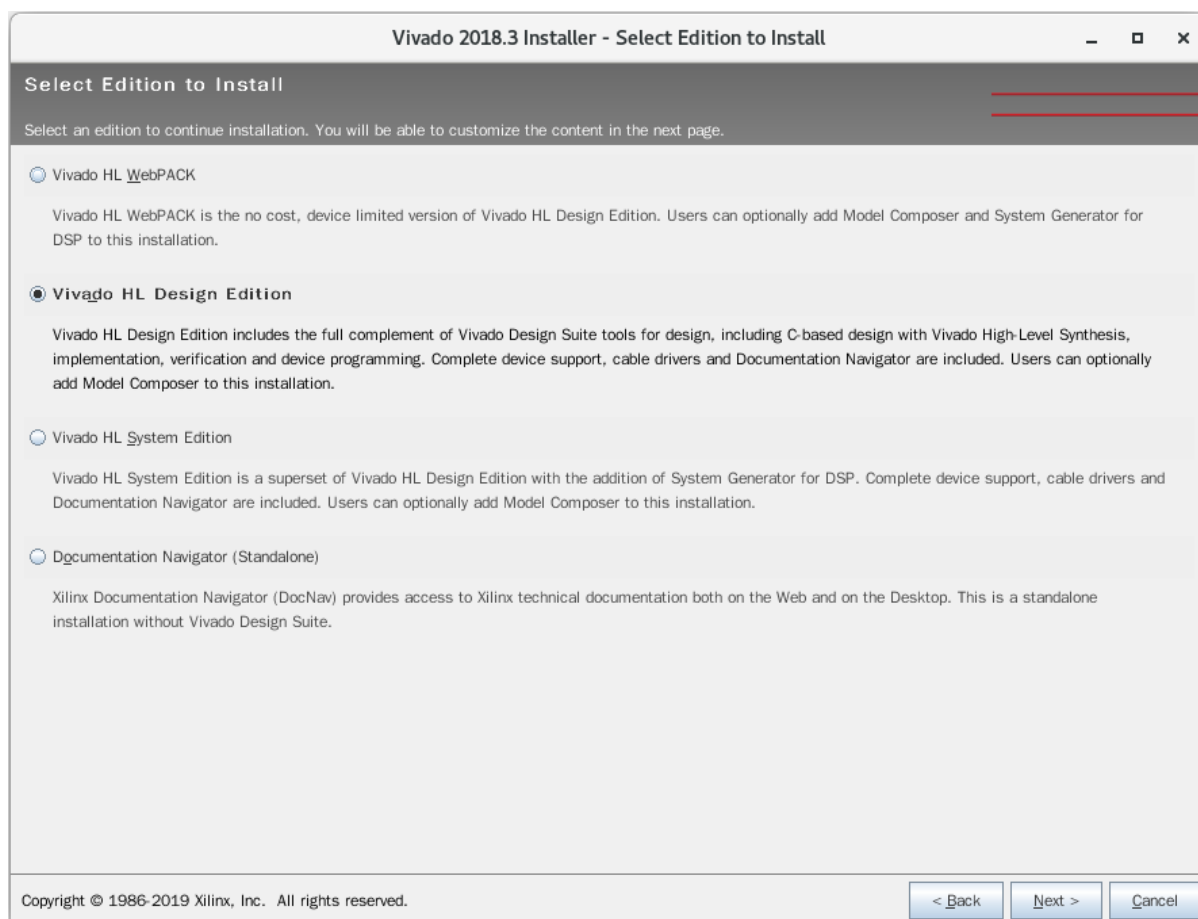 Vivado 2018.3 Installer - Select Edition to Install
Select Edition to Install
Select an edition to continue installation. You will be able to customize the content in the next page.
Vivado HL WebPACK
Vivado HL WebPACK is the no cost, device limited version of Vivado HL Design Edition. Users can optionally add Model Composer and System Generator for
DSP to this installation.
Vivado HL Design Edition
Vivado HL Design Edition includes the full complement of Vivado Design Suite tools for design, including C-based design with Vivado High-Level Synthesis,
implementation, verification and device programming. Complete device support, cable drivers and Documentation Navigator are included. Users can optionally
add Model Composer to this installation.
Vivado HL System Edition
Vivado HL System Edition is a superset of Vivado HL Design Edition with the addition of System Generator for DSP. Complete device support, cable drivers and
Documentation Navigator are included. Users can optionally add Model Composer to this installation.
Documentation Navigator (Standalone)
Xilinx Documentation Navigator (DocNav) provides access to Xilinx technical documentation both on the Web and on the Desktop. This is a standalone
installation without Vivado Design Suite.
Copyright © 1986-2019 Xilinx, Inc. All rights reserved.
< Back
Next >
Cancel